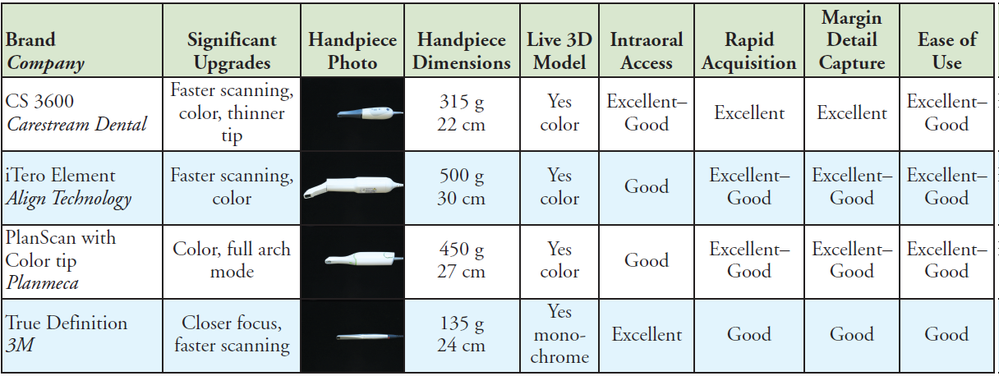 Brand
Company
Significant
Upgrades
Handpiece
Photo
Handpiece
Dimensions
Live 3D
Model
Intraoral
Access
Rapid
Acquisition
Margin
Detail
Capture
Ease of
Use
CS 3600
Carestream Dental
Faster scanning,
color, thinner
tip
315 g
22 cm
Yes
color
Excellent–
Good
Excellent
Excellent
Excellent–
Good
iTero Element
Align Technology
Faster scanning,
color
500 g
30 cm
Yes
color
Good
Excellent–
Good
Excellent–
Good
Excellent–
Good
PlanScan with
Color tip
Planmeca
Color, full arch
mode
450 g
27 cm
Yes
color
Good
Excellent–
Good
Excellent–
Good
Excellent–
Good
True Definition
3M
Closer focus,
faster scanning
135 g
24 cm
Yes
mono-
chrome
Excellent
Good
Good
Good